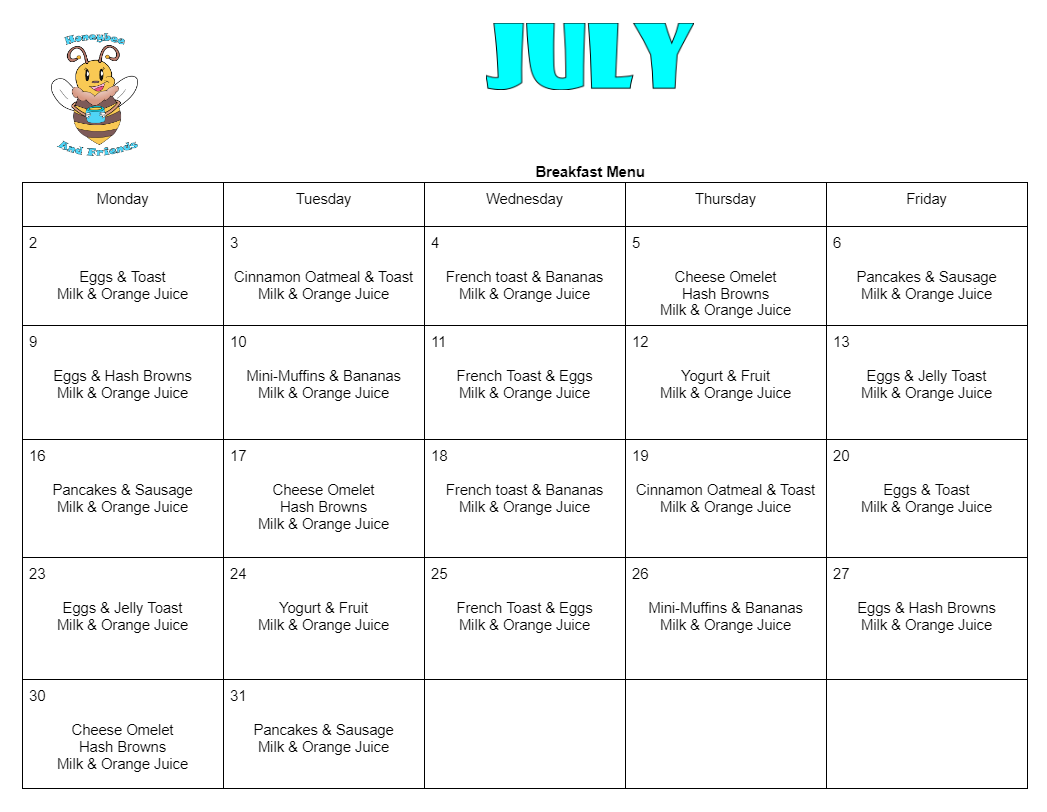 Honeybee
And Friends
JULY
Breakfast Menu
Monday
Tuesday
Wednesday
Thursday
Friday
2
Eggs & Toast
Milk & Orange Juice
3
Cinnamon Oatmeal & Toast
Milk & Orange Juice
4
French toast & Bananas
Milk & Orange Juice
5
Cheese Omelet
Hash Browns
Milk & Orange Juice
6
Pancakes & Sausage
Milk & Orange Juice
9
Eggs & Hash Browns
Milk & Orange Juice
10
Mini-Muffins & Bananas
Milk & Orange Juice
11
French Toast & Eggs
Milk & Orange Juice
12
Yogurt & Fruit
Milk & Orange Juice
13
Eggs & Jelly Toast
Milk & Orange Juice
16
Pancakes & Sausage
Milk & Orange Juice
17
Cheese Omelet
Hash Browns
Milk & Orange Juice
18
French toast & Bananas
Milk & Orange Juice
19
Cinnamon Oatmeal & Toast
Milk & Orange Juice
20
Eggs & Toast
Milk & Orange Juice
23
Eggs & Jelly Toast
Milk & Orange Juice
24
Yogurt & Fruit
Milk & Orange Juice
25
French Toast & Eggs
Milk & Orange Juice
26
Mini-Muffins & Bananas
Milk & Orange Juice
27
Eggs & Hash Browns
Milk & Orange Juice
30
Cheese Omelet
Hash Browns
Milk & Orange Juice
31
Pancakes & Sausage
Milk & Orange Juice